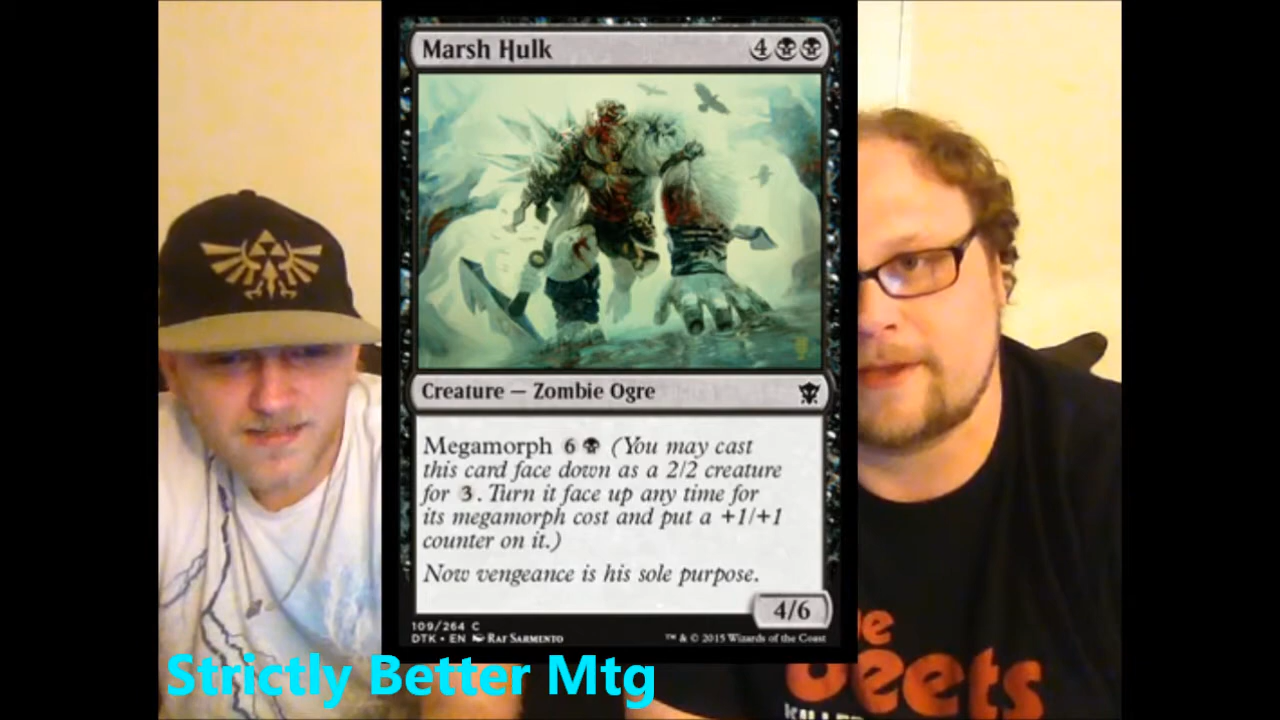 Marsh Hulk 4
Creature — Zombie Ogre
Megamorph 6 (You may cast
this card face down as a 2/2 creature
for 3. Turn it face up any time for
its megamorph cost and put a +1/+1
counter on it.)
Now vengeance is his sole purpose.
4/6
109/264 C
DTK • EN Raf Sarmento
™ & © 2015 Wizards of the Coast
Strictly Better Mtg
Beets